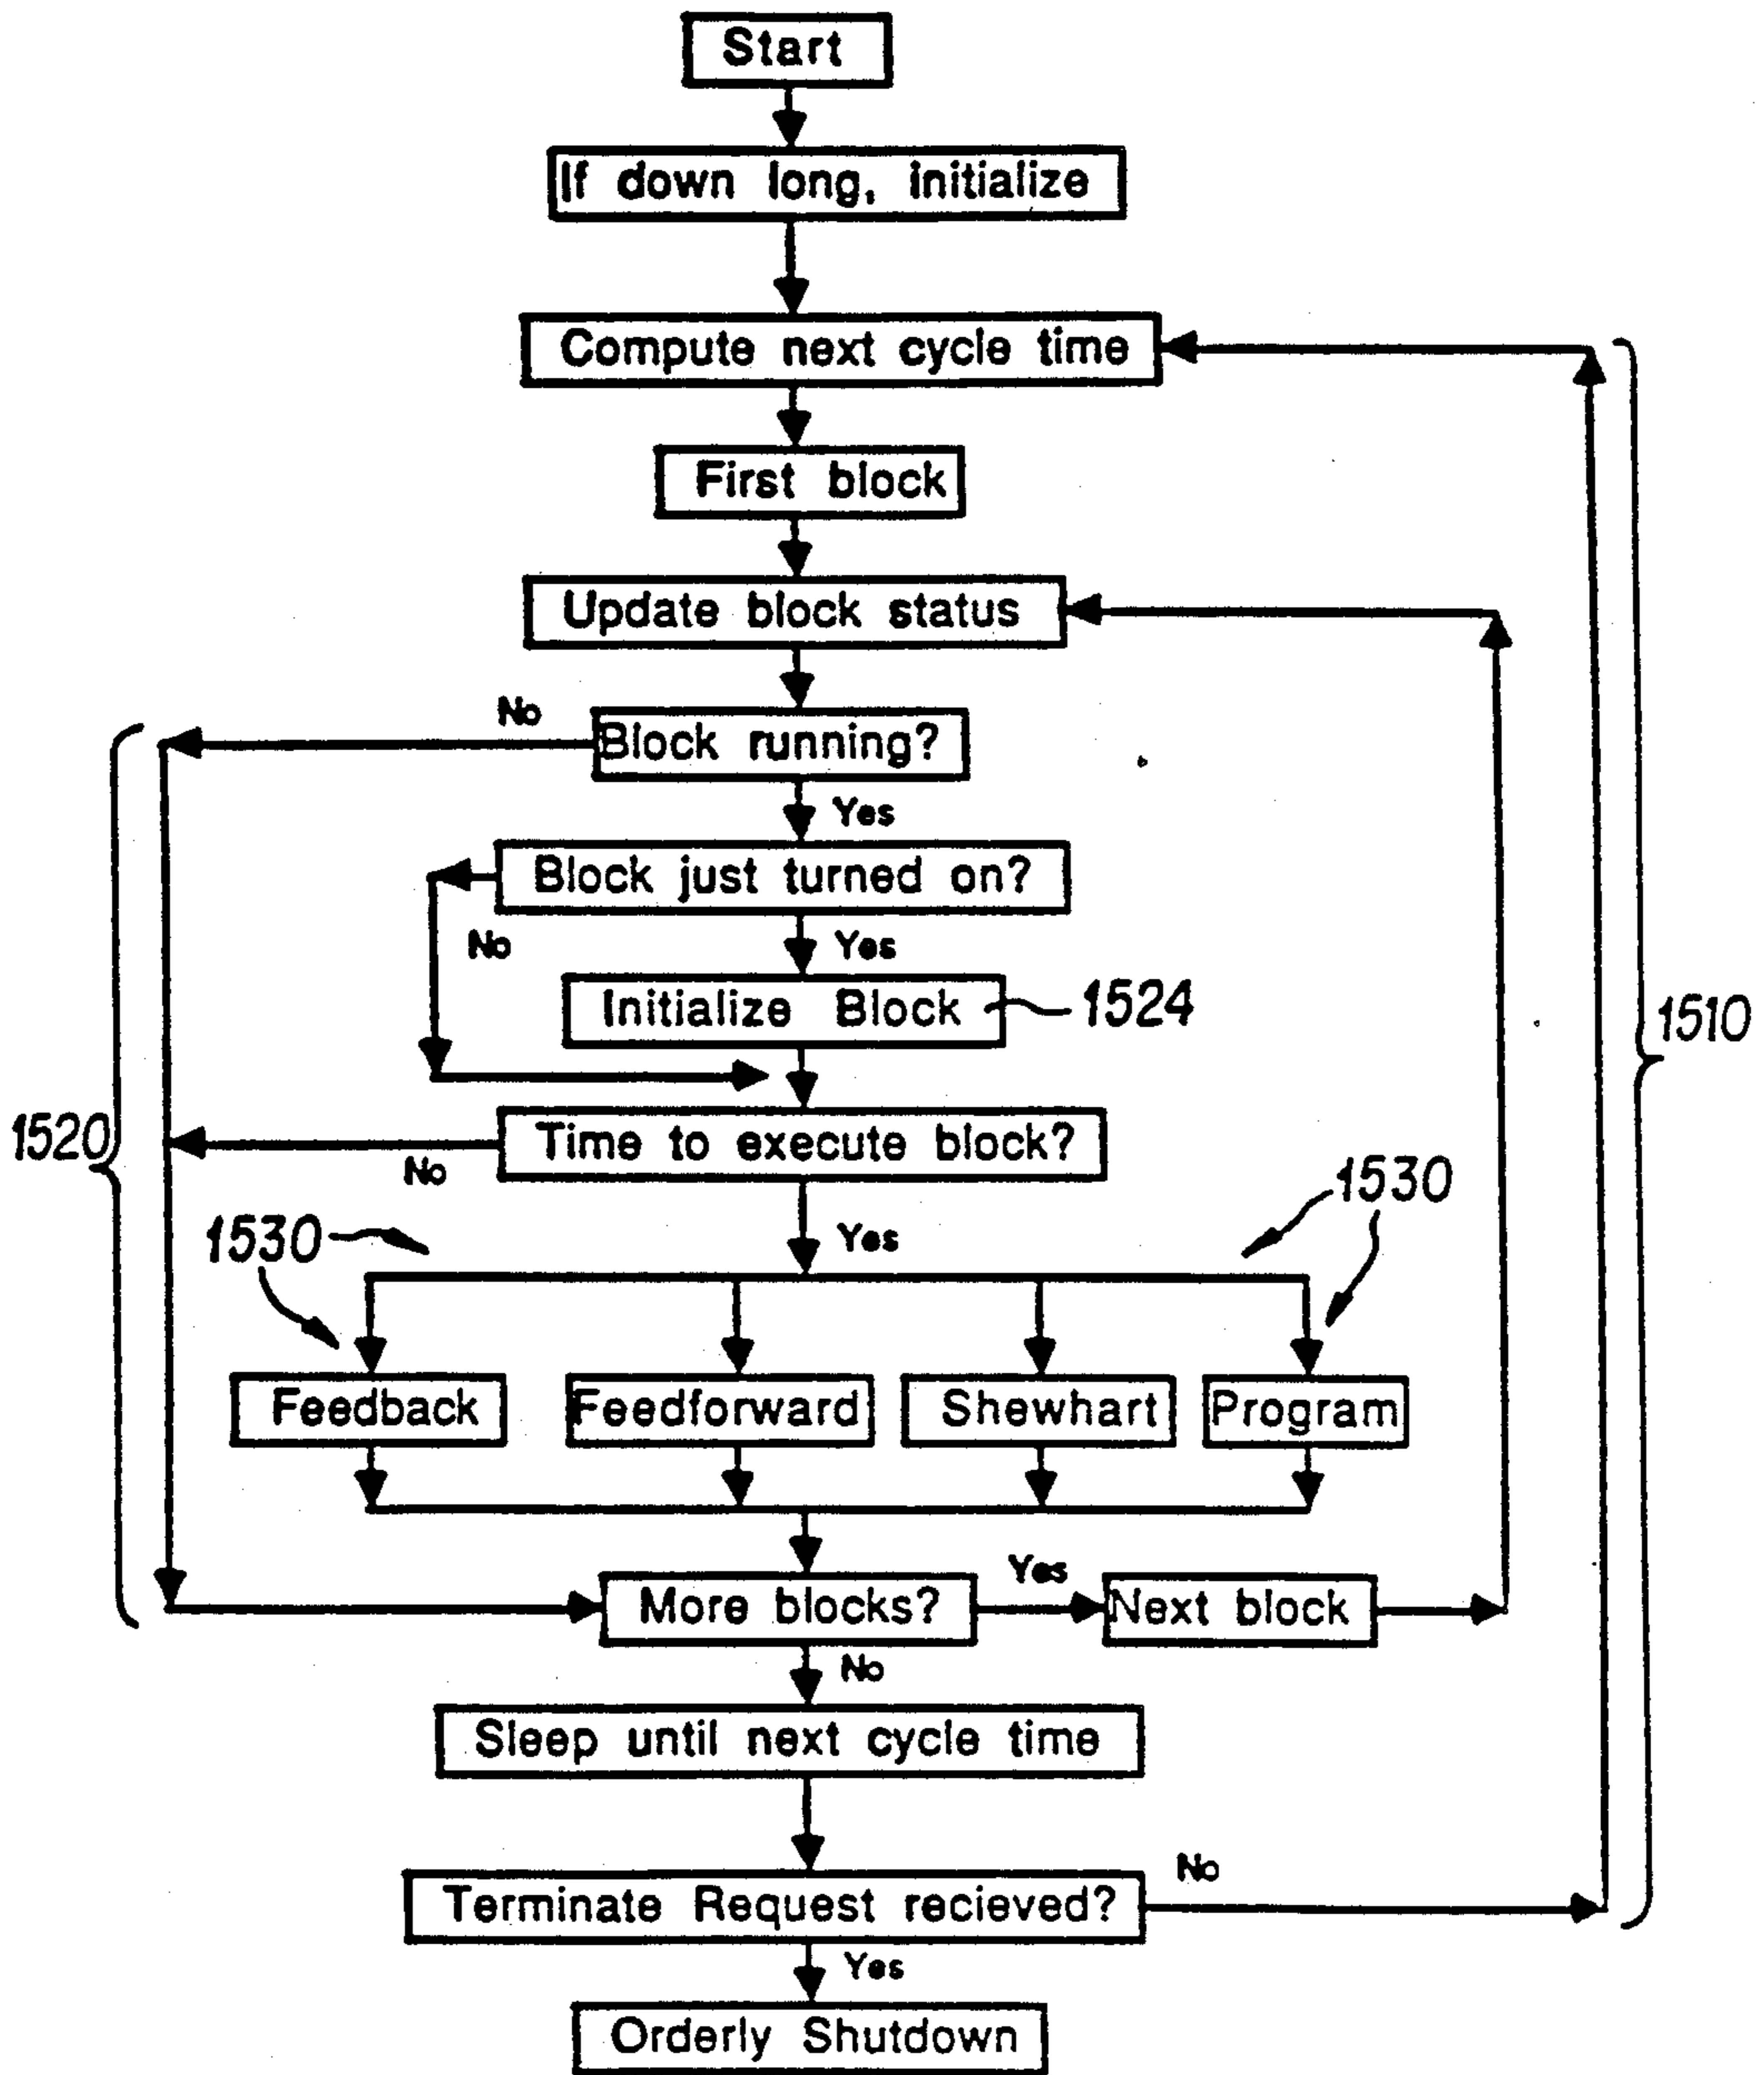 Start
If down long, initialize
Compute next cycle time
First block
Update block status
No
Block running?
Yes
Block just turned on?
No
Yes
Initialize Block
1524
1510
1520
Time to execute block?
No
Yes
1530
1530
Feedback
Feedforward
Shewhart
Program
More blocks?
Yes
Next block
No
Sleep until next cycle time
Terminate Request recieved?
No
Yes
Orderly Shutdown